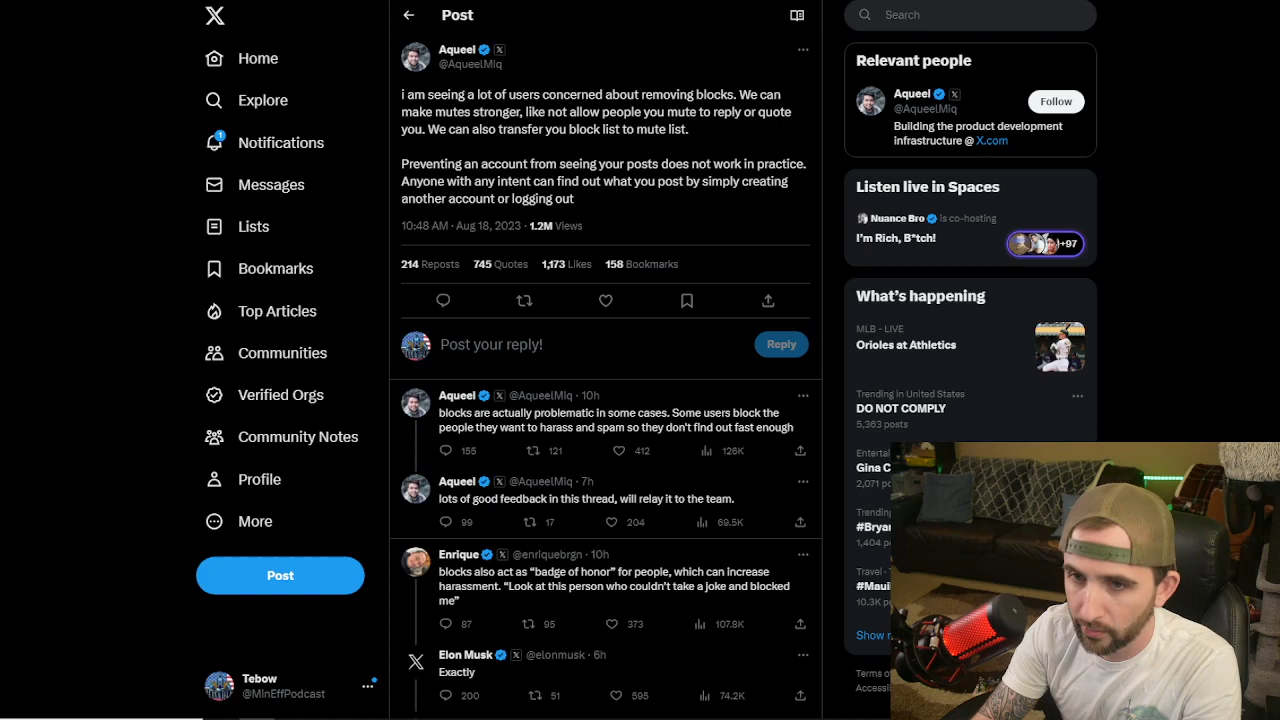 Home
Explore
1
Notifications
Messages
Lists
Bookmarks
Top Articles
Communities
Verified Orgs
Community Notes
Profile
More
Post
Tebow
@MinEffPodcast
Post
Aqueel
@AqueelMiq
i am seeing a lot of users concerned about removing blocks. We can
make mutes stronger, like not allow people you mute to reply or quote
you. We can also transfer you block list to mute list.
Preventing an account from seeing your posts does not work in practice.
Anyone with any intent can find out what you post by simply creating
another account or logging out
10:48 AM · Aug 18, 2023 · 1.2M Views
214 Reposts 745 Quotes 1,173 Likes 158 Bookmarks
Post your reply!
Reply
Aqueel @AqueelMiq · 10h
blocks are actually problematic in some cases. Some users block the
people they want to harass and spam so they don't find out fast enough
155 121 412 126K
Aqueel @AqueelMiq · 7h
lots of good feedback in this thread, will relay it to the team.
99 17 204 69.5K
Enrique @enriquebrgn · 10h
blocks also act as “badge of honor” for people, which can increase
harassment. “Look at this person who couldn't take a joke and blocked
me”
87 95 373 107.8K
Elon Musk @elonmusk · 6h
Exactly
200 51 595 74.2K
Search
Relevant people
Aqueel
@AqueelMiq
Follow
Building the product development
infrastructure @ X.com
Listen live in Spaces
Nuance Bro is co-hosting
I'm Rich, B*tch!
+97
What's happening
MLB · LIVE
Orioles at Athletics
Trending in United States
DO NOT COMPLY
5,363 posts
Gina C
2,071
Trending
#Bryan
1,404
Travel
#Maui
10.3K
Show
Terms of